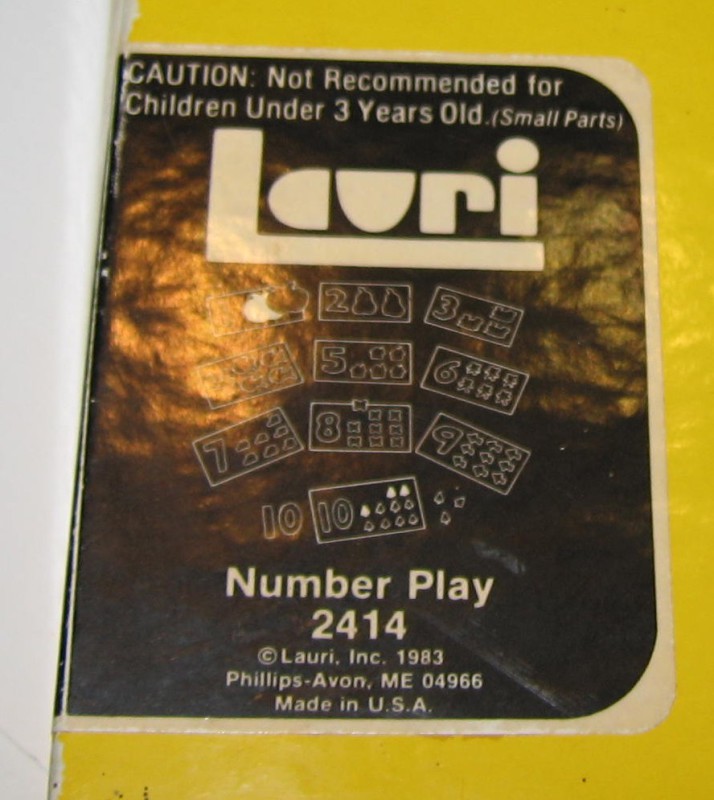 CAUTION: Not Recommended for
Children Under 3 Years Old.(Small Parts)
Lauri
2 3
5 6
7 8 9
10 10
Number Play
2414
©Lauri, Inc. 1983
Phillips-Avon, ME 04966
Made in U.S.A.